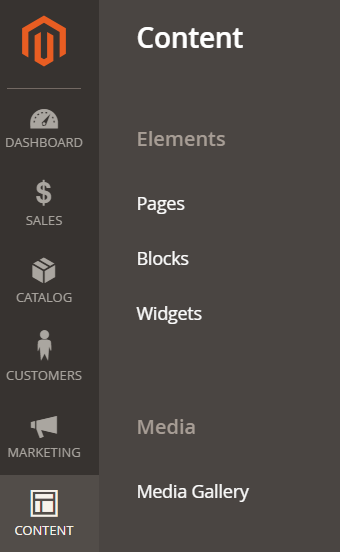 DASHBOARD
SALES
CATALOG
CUSTOMERS
MARKETING
CONTENT
Content
Elements
Pages
Blocks
Widgets
Media
Media Gallery